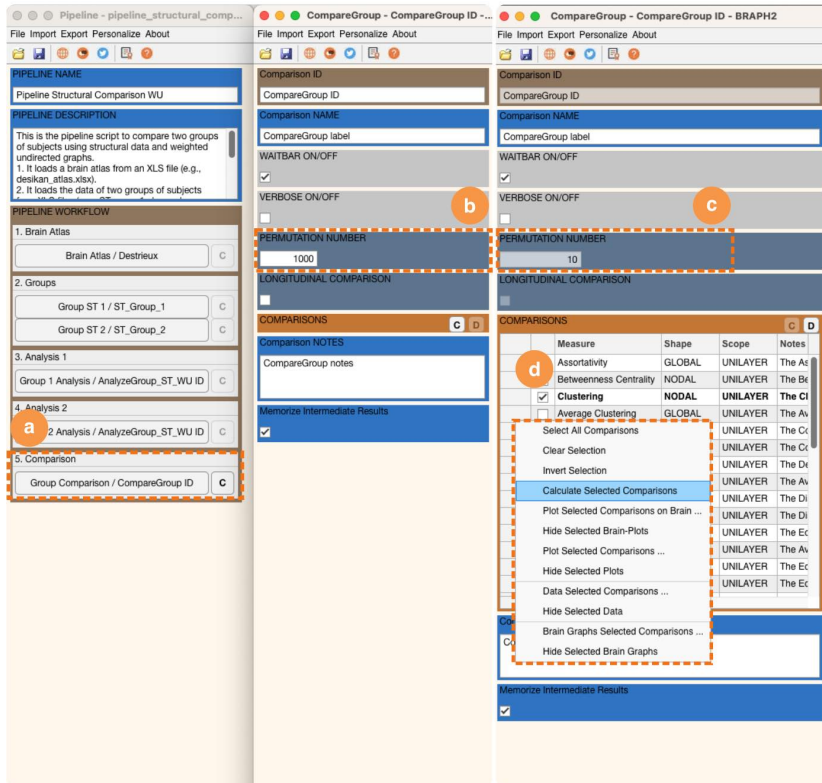 Pipeline - pipeline_structural_comp...
File Import Export Personalize About
PIPELINE NAME
Pipeline Structural Comparison WU
PIPELINE DESCRIPTION
This is the pipeline script to compare two groups
of subjects using structural data and weighted
undirected graphs.
1. It loads a brain atlas from an XLS file (e.g.,
desikan_atlas.xlsx).
2. It loads the data of two groups of subjects
PIPELINE WORKFLOW
1. Brain Atlas
Brain Atlas / Destrieux C
2. Groups
Group ST 1 / ST_Group_1 C
Group ST 2 / ST_Group_2 C
3. Analysis 1
Group 1 Analysis / AnalyzeGroup_ST_WU ID C
4. Analysis 2
a
2 Analysis / AnalyzeGroup_ST_WU ID C
5. Comparison
Group Comparison / CompareGroup ID C
CompareGroup - CompareGroup ID -...
File Import Export Personalize About
Comparison ID
CompareGroup ID
Comparison NAME
CompareGroup label
WAITBAR ON/OFF
VERBOSE ON/OFF
b
PERMUTATION NUMBER
1000
LONGITUDINAL COMPARISON
COMPARISONS C D
Comparison NOTES
CompareGroup notes
Memorize Intermediate Results
CompareGroup - CompareGroup ID - BRAPH2
File Import Export Personalize About
Comparison ID
CompareGroup ID
Comparison NAME
CompareGroup label
WAITBAR ON/OFF
VERBOSE ON/OFF
c
PERMUTATION NUMBER
10
LONGITUDINAL COMPARISON
COMPARISONS C D
Measure Shape Scope Notes
d
Assortativity GLOBAL UNILAYER The As
Betweenness Centrality NODAL UNILAYER The Be
Clustering NODAL UNILAYER The Cl
Average Clustering GLOBAL UNILAYER The Av
Select All Comparisons UNILAYER The Co
Clear Selection UNILAYER The Co
Invert Selection UNILAYER The De
Calculate Selected Comparisons UNILAYER The Av
Plot Selected Comparisons on Brain ... UNILAYER The Di
Hide Selected Brain-Plots UNILAYER The Di
Plot Selected Comparisons ... UNILAYER The Ec
Hide Selected Plots UNILAYER The Av
Data Selected Comparisons ... UNILAYER The Ec
Hide Selected Data UNILAYER The Ec
Brain Graphs Selected Comparisons ...
Hide Selected Brain Graphs
Memorize Intermediate Results